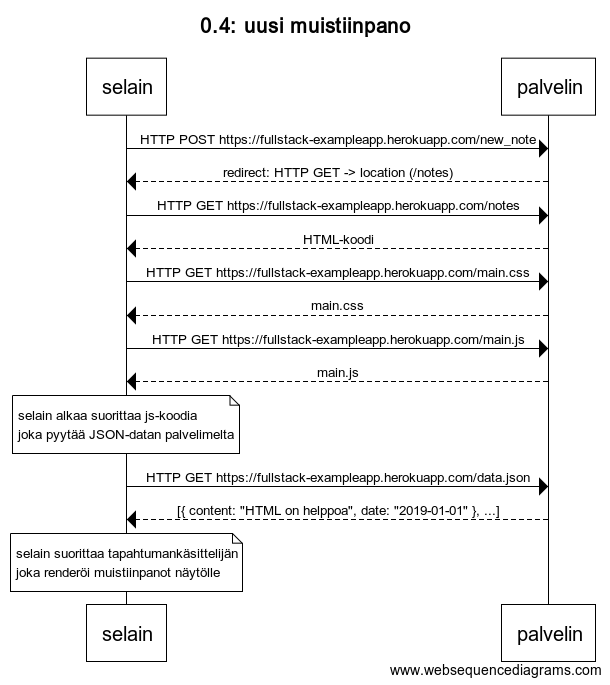 0.4: uusi muistiinpano
selain palvelin
HTTP POST https://fullstack-exampleapp.herokuapp.com/new_note
redirect: HTTP GET -> location (/notes)
HTTP GET https://fullstack-exampleapp.herokuapp.com/notes
HTML-koodi
HTTP GET https://fullstack-exampleapp.herokuapp.com/main.css
main.css
HTTP GET https://fullstack-exampleapp.herokuapp.com/main.js
main.js
selain alkaa suorittaa js-koodia
joka pyytää JSON-datan palvelimelta
HTTP GET https://fullstack-exampleapp.herokuapp.com/data.json
[{ content: "HTML on helppoa", date: "2019-01-01" }, ...]
selain suorittaa tapahtumankäsittelijän
joka renderöi muistiinpanot näytölle
selain palvelin
www.websequencediagrams.com